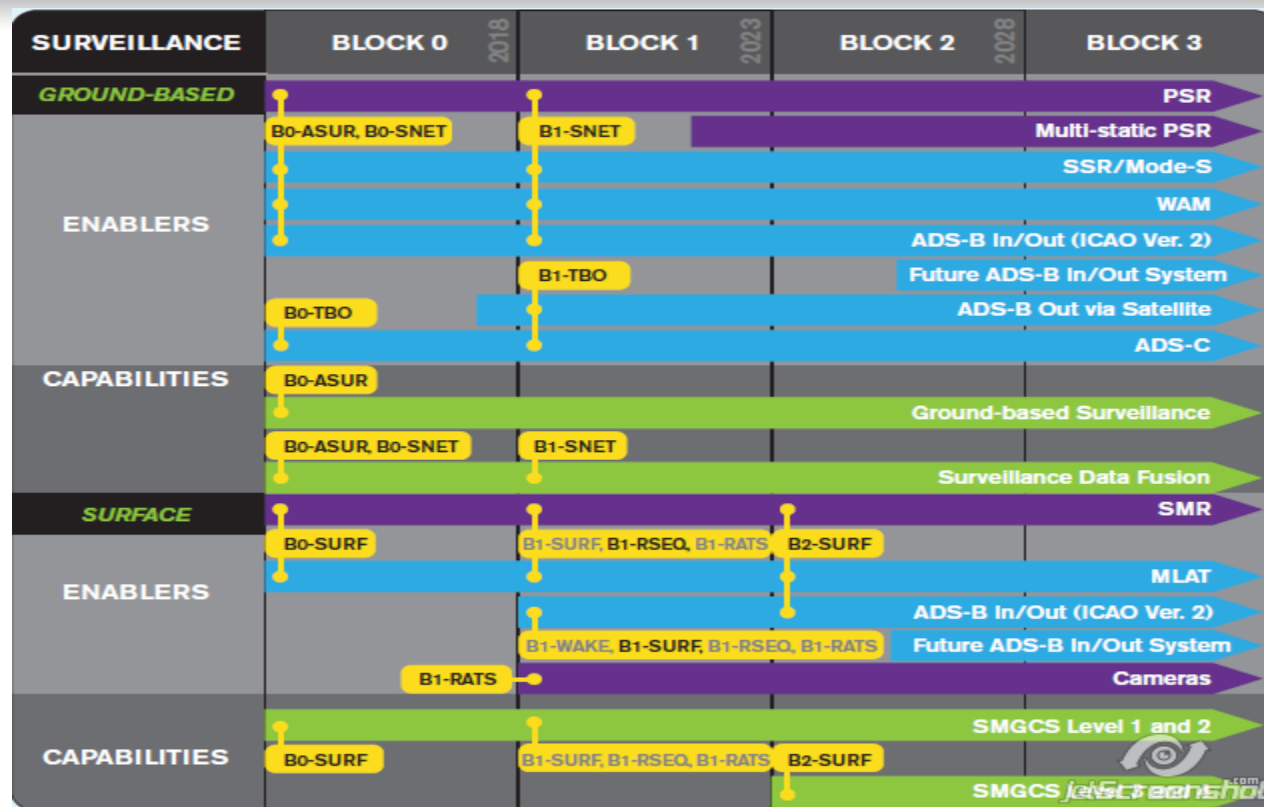 SURVEILLANCE BLOCK 0 2018 BLOCK 1 2023 BLOCK 2 2028 BLOCK 3
GROUND-BASED PSR
B0-ASUR, B0-SNET B1-SNET Multi-static PSR
SSR/Mode-S
WAM
ENABLERS
ADS-B In/Out (ICAO Ver. 2)
B1-TBO Future ADS-B In/Out System
B0-TBO ADS-B Out via Satellite
ADS-C
CAPABILITIES B0-ASUR
Ground-based Surveillance
B0-ASUR, B0-SNET B1-SNET
Surveillance Data Fusion
SURFACE SMR
B0-SURF B1-SURF, B1-RSEQ, B1-RATS B2-SURF
MLAT
ENABLERS
ADS-B In/Out (ICAO Ver. 2)
B1-WAKE, B1-SURF, B1-RSEQ, B1-RATS Future ADS-B In/Out System
B1-RATS Cameras
SMGCS Level 1 and 2
CAPABILITIES B0-SURF B1-SURF, B1-RSEQ, B1-RATS B2-SURF
SMGCS